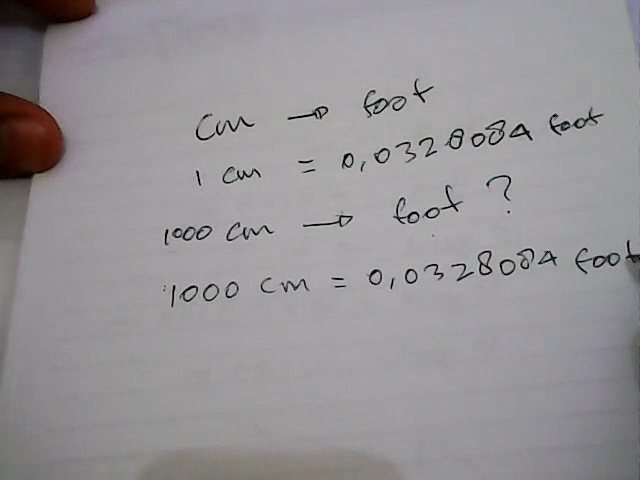 cm → foot
1 cm = 0,0328084 foot
1000 cm → foot ?
1000 cm = 0,0328084 foot